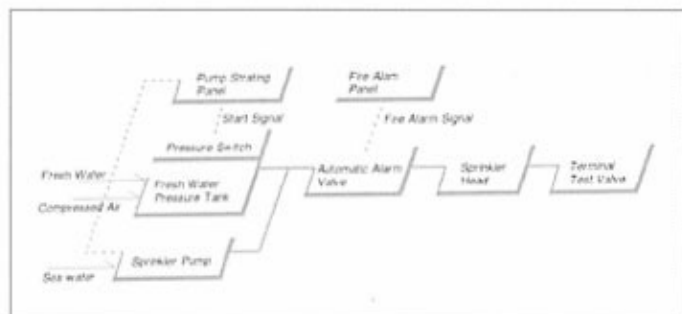 Pump Strating
Panel
Fire Alam
Panel
Start Signal
Fire Alarm Signal
Pressure Switch
Fresh Water
Fresh Water
Pressure Tank
Compressed Air
Automatic Alarm
Valve
Sprinkler
Head
Terminal
Test Valve
Sprinkler Pump
Sea water